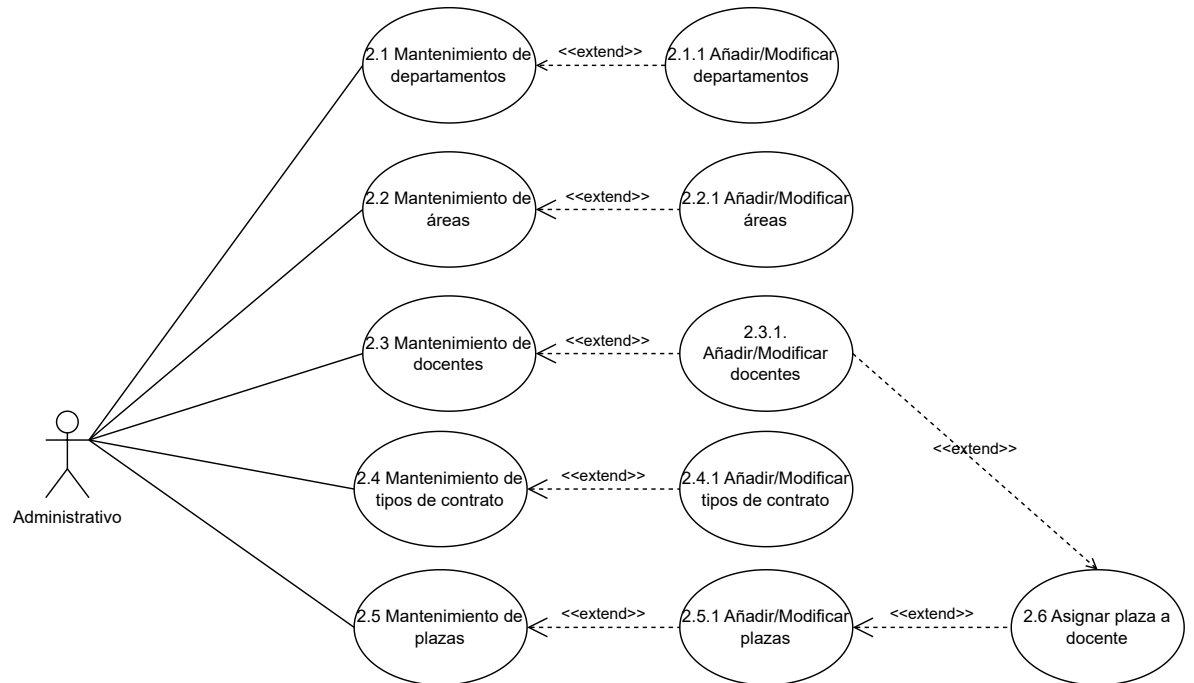 2.1 Mantenimiento de
departamentos
<<extend>>
2.1.1 Añadir/Modificar
departamentos
2.2 Mantenimiento de
áreas
<<extend>>
2.2.1 Añadir/Modificar
áreas
2.3 Mantenimiento de
docentes
<<extend>>
2.3.1.
Añadir/Modificar
docentes
<<extend>>
Administrativo
2.4 Mantenimiento de
tipos de contrato
<<extend>>
2.4.1 Añadir/Modificar
tipos de contrato
2.5 Mantenimiento de
plazas
<<extend>>
2.5.1 Añadir/Modificar
plazas
<<extend>>
2.6 Asignar plaza a
docente